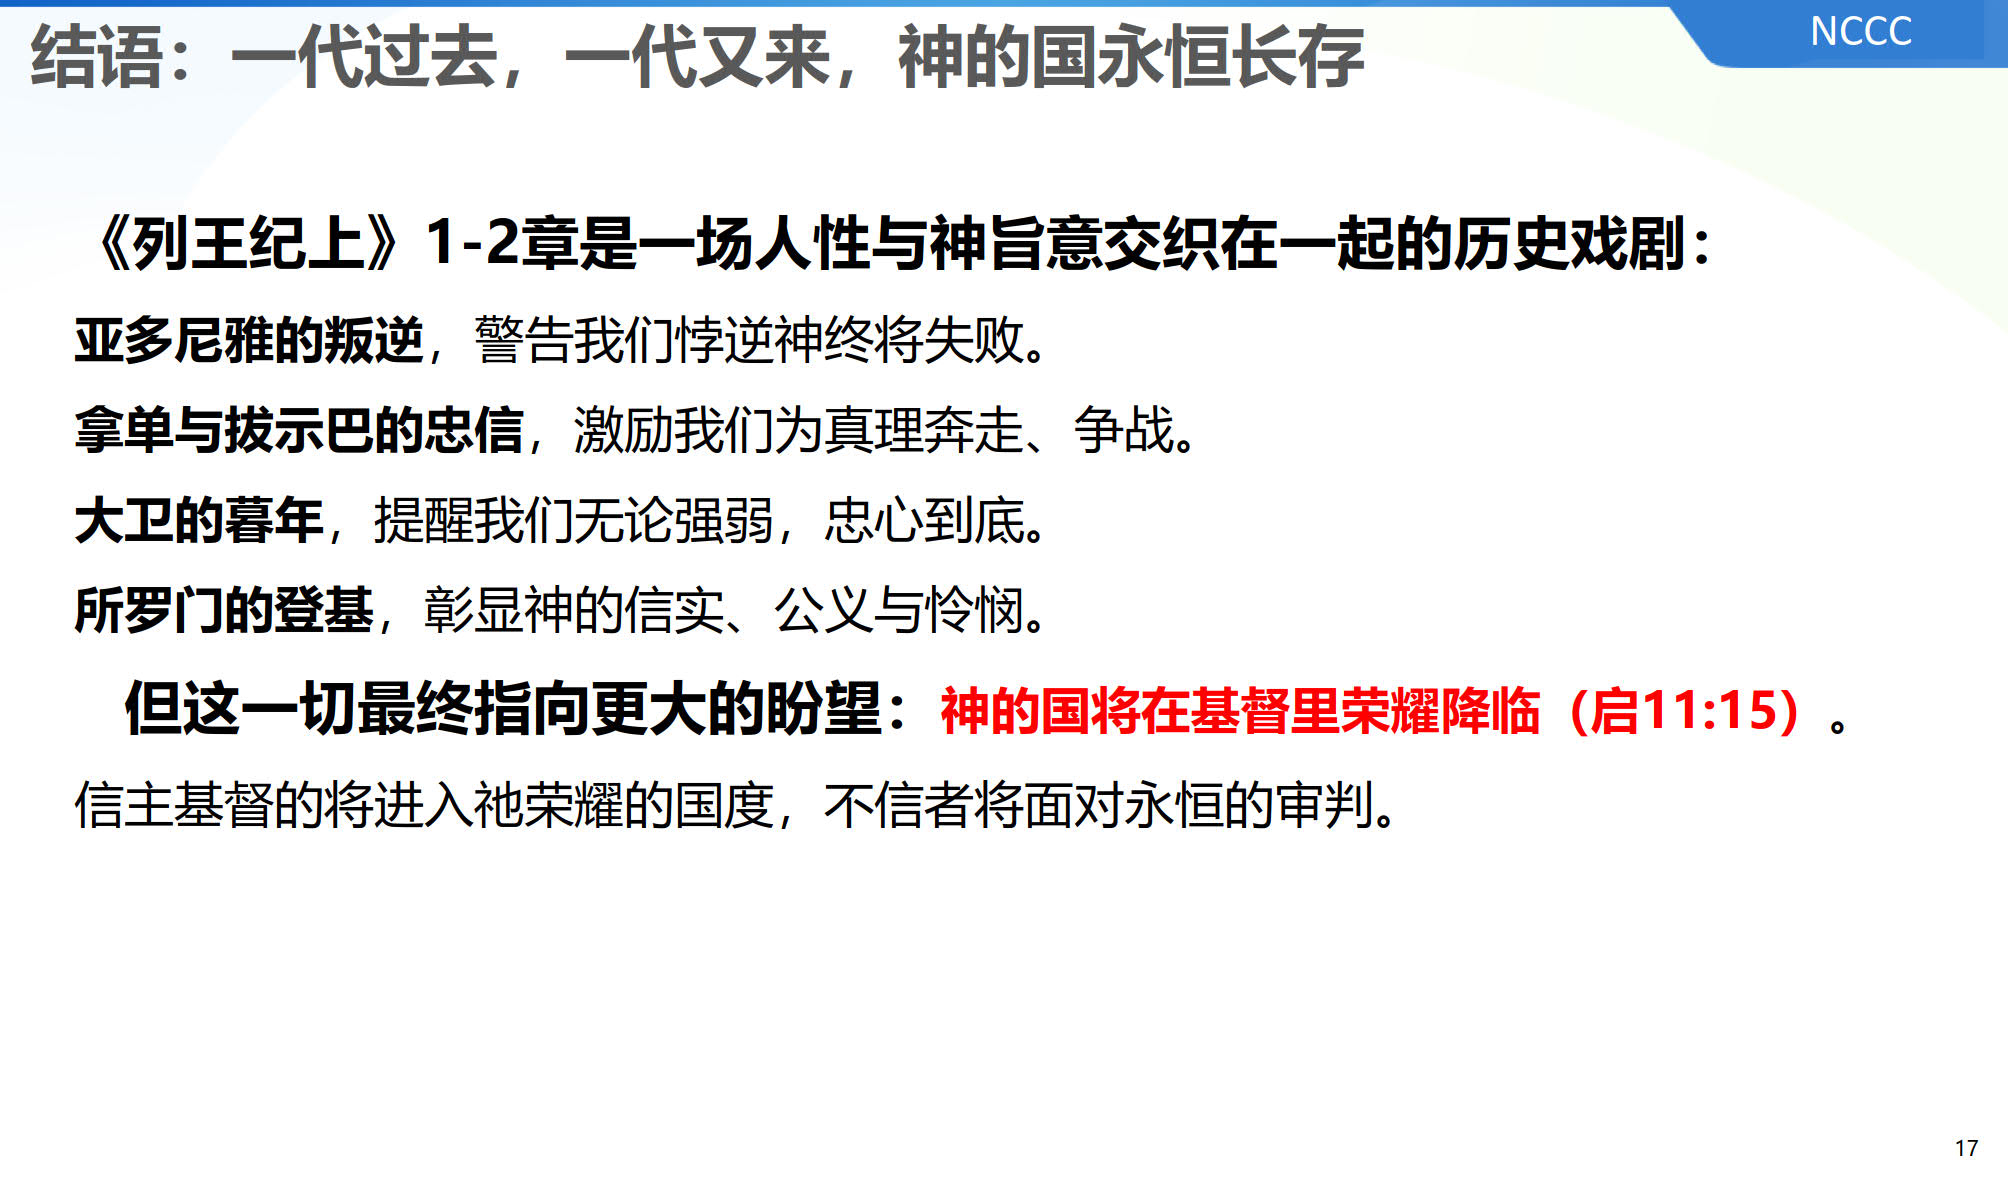 NCCC
结语：一代过去，一代又来，神的国永恒长存
《列王纪上》1-2章是一场人性与神旨意交织在一起的历史戏剧：
亚多尼雅的叛逆，警告我们悖逆神终将失败。
拿单与拔示巴的忠信，激励我们为真理奔走、争战。
大卫的暮年，提醒我们无论强弱，忠心到底。
所罗门的登基，彰显神的信实、公义与怜悯。
但这一切最终指向更大的盼望：神的国将在基督里荣耀降临（启11:15）。
信主基督的将进入祂荣耀的国度，不信者将面对永恒的审判。
17